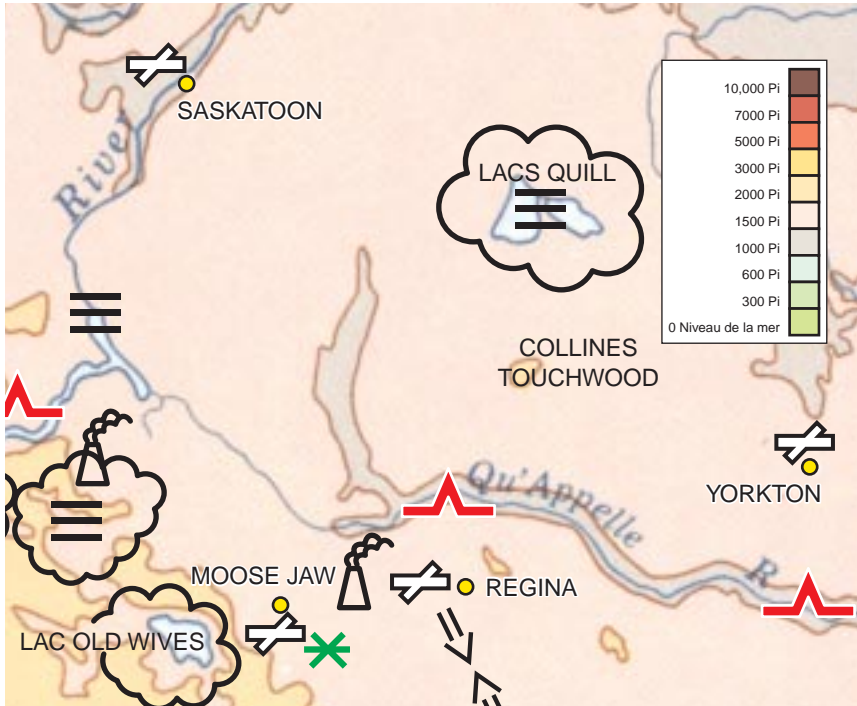 SASKATOON
River
LACS QUILL
10,000 Pi
7000 Pi
5000 Pi
3000 Pi
2000 Pi
1500 Pi
1000 Pi
600 Pi
300 Pi
0 Niveau de la mer
COLLINES
TOUCHWOOD
YORKTON
Qu'Appelle
R
MOOSE JAW
REGINA
LAC OLD WIVES